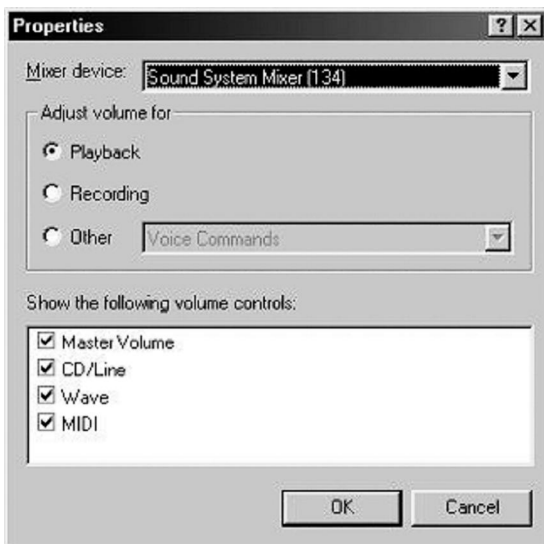 Properties
Mixer device: Sound System Mixer (134)
Adjust volume for
Playback
Recording
Other Voice Commands
Show the following volume controls:
Master Volume
CD/Line
Wave
MIDI
OK Cancel